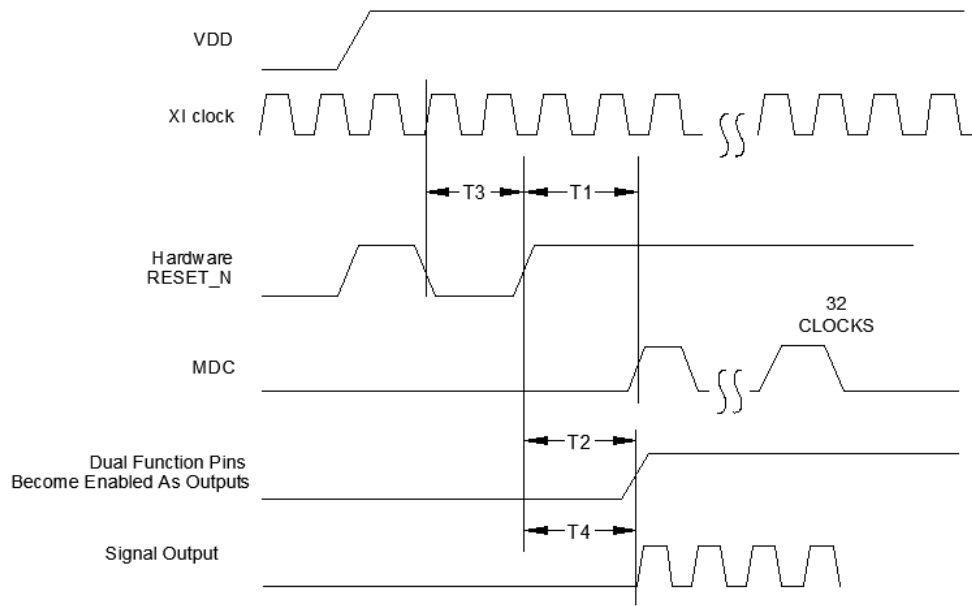 VDD
XI clock
T3
T1
Hardware
RESET_N
32
CLOCKS
MDC
T2
Dual Function Pins
Become Enabled As Outputs
T4
Signal Output